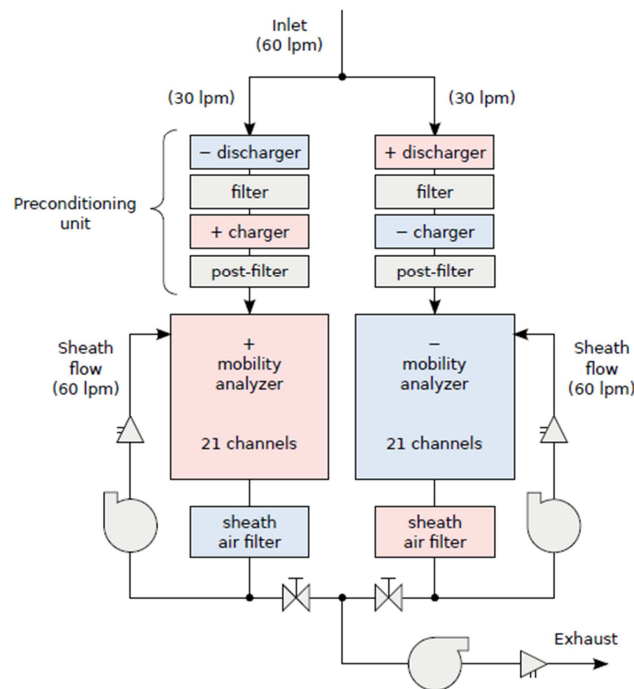 Inlet
(60 lpm)
(30 lpm)
(30 lpm)
Preconditioning
unit
− discharger
filter
+ charger
post-filter
+ discharger
filter
− charger
post-filter
Sheath
flow
(60 lpm)
+
mobility
analyzer
21 channels
−
mobility
analyzer
21 channels
Sheath
flow
(60 lpm)
sheath
air filter
sheath
air filter
Exhaust